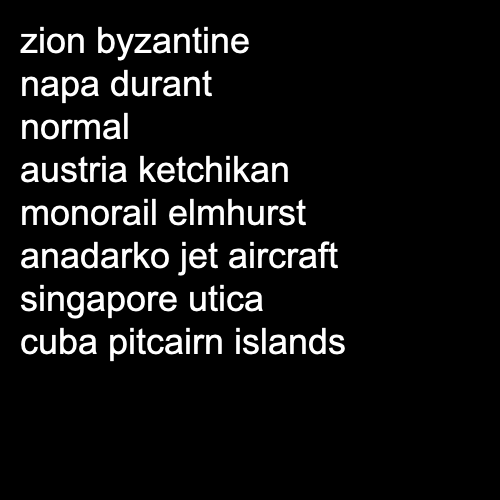 zion byzantine
napa durant
normal
austria ketchikan
monorail elmhurst
anadarko jet aircraft
singapore utica
cuba pitcairn islands